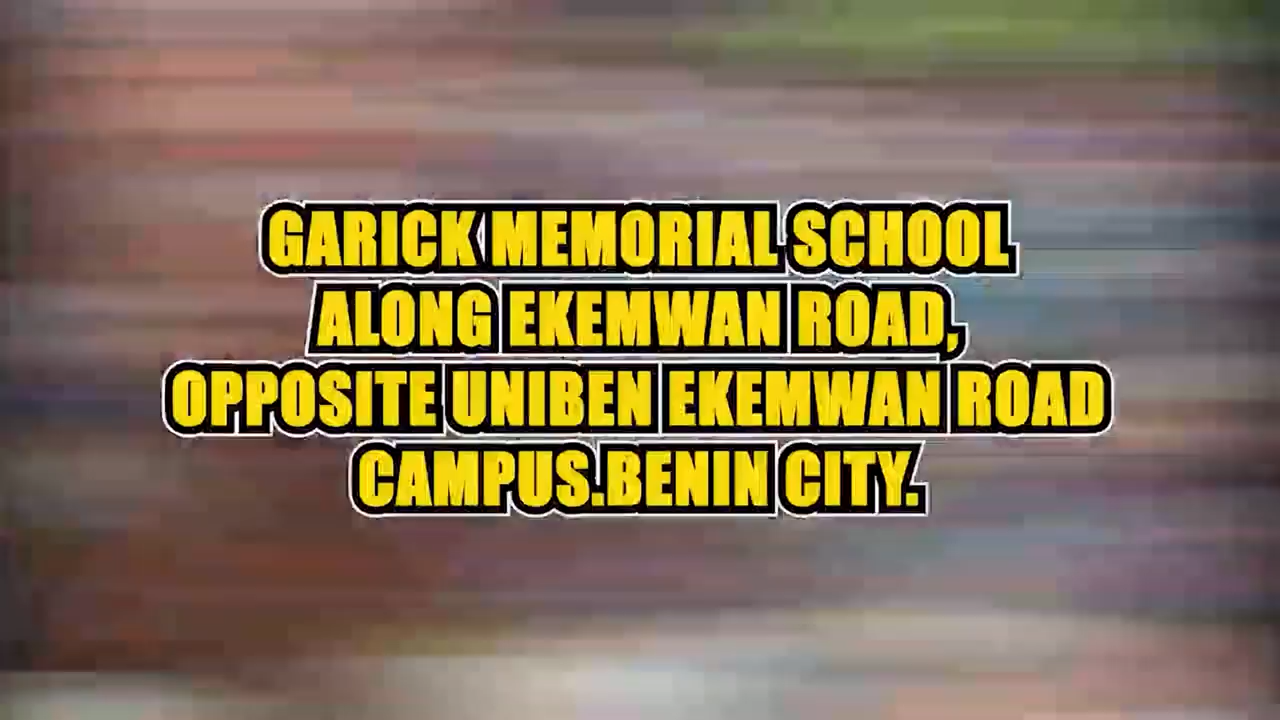 GARICK MEMORIAL SCHOOL
ALONG EKEMWAN ROAD,
OPPOSITE UNIBEN EKEMWAN ROAD
CAMPUS.BENIN CITY.